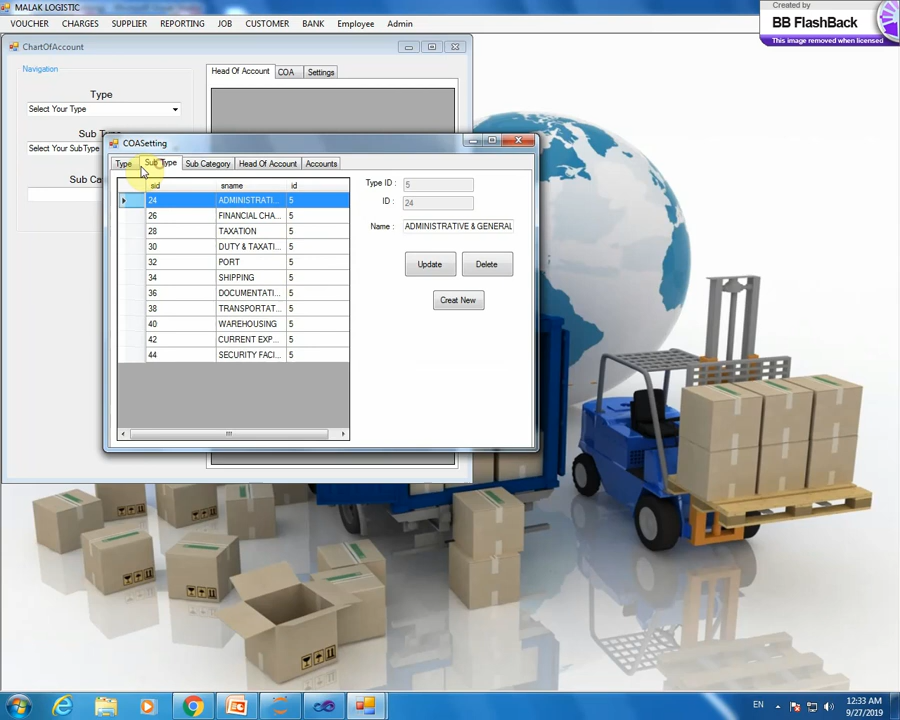 MALAK LOGISTIC
VOUCHER CHARGES SUPPLIER REPORTING JOB CUSTOMER BANK Employee Admin
Created by
BB FlashBack
This image removed when licensed
ChartOfAccount
Navigation
Type
Select Your Type
Sub Ty
Select Your SubType
Sub Ca
Head Of Account COA Settings
COASetting
Type Sub Type Sub Category Head Of Account Accounts
sid sname id
24 ADMINISTRATI... 5
26 FINANCIAL CHA... 5
28 TAXATION 5
30 DUTY & TAXATI... 5
32 PORT 5
34 SHIPPING 5
36 DOCUMENTATI... 5
38 TRANSPORTAT... 5
40 WAREHOUSING 5
42 CURRENT EXP... 5
44 SECURITY FACI... 5
Type ID : 5
ID : 24
Name : ADMINISTRATIVE & GENERAL
Update Delete
Creat New
EN
12:33 AM
9/27/2019